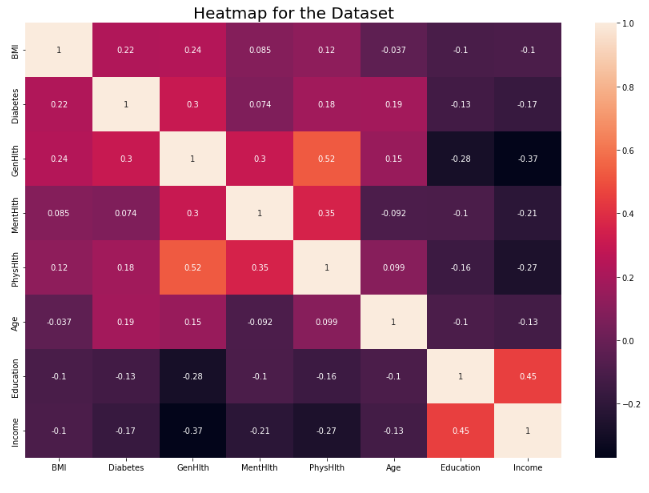 Heatmap for the Dataset
BMI 1 0.22 0.24 0.085 0.12 -0.037 -0.1 -0.1
Diabetes 0.22 1 0.3 0.074 0.18 0.19 -0.13 -0.17
GenHlth 0.24 0.3 1 0.3 0.52 0.15 -0.28 -0.37
MentHlth 0.085 0.074 0.3 1 0.35 -0.092 -0.1 -0.21
PhysHlth 0.12 0.18 0.52 0.35 1 0.099 -0.16 -0.27
Age -0.037 0.19 0.15 -0.092 0.099 1 -0.1 -0.13
Education -0.1 -0.13 -0.28 -0.1 -0.16 -0.1 1 0.45
Income -0.1 -0.17 -0.37 -0.21 -0.27 -0.13 0.45 1
BMI Diabetes GenHlth MentHlth PhysHlth Age Education Income
1.0
0.8
0.6
0.4
0.2
0.0
−0.2